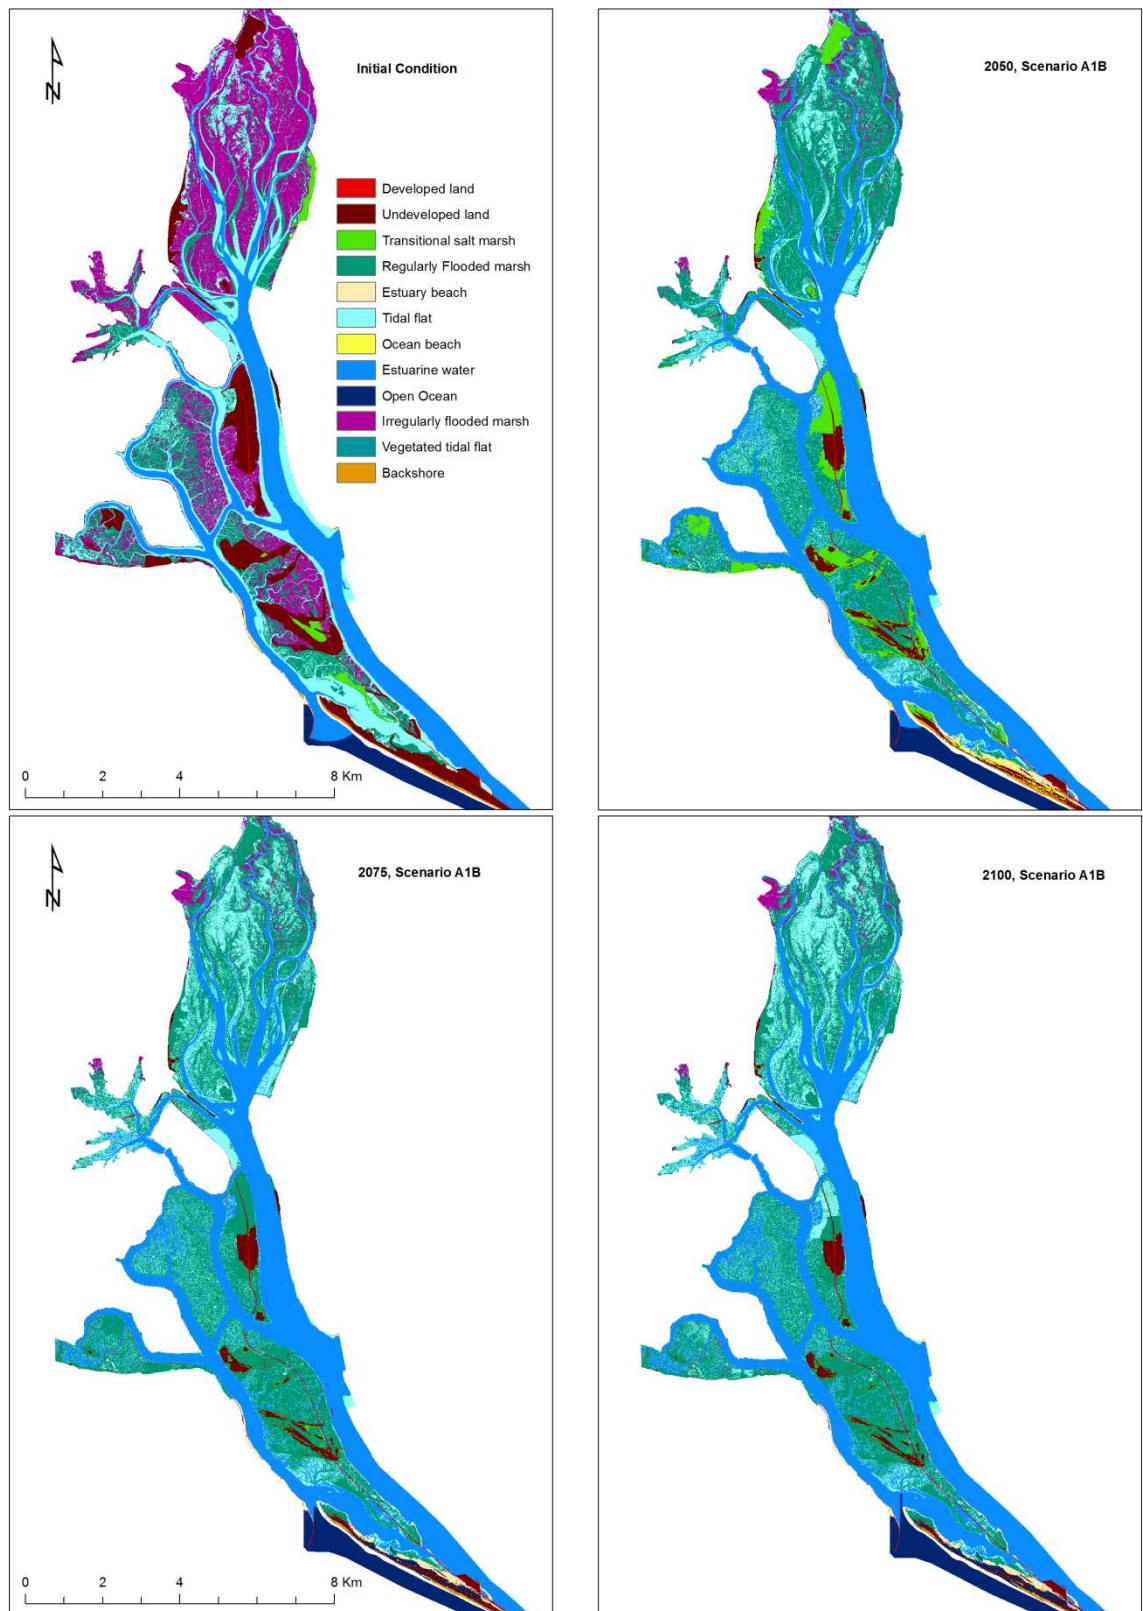 N
Initial Condition
Developed land
Undeveloped land
Transitional salt marsh
Regularly Flooded marsh
Estuary beach
Tidal flat
Ocean beach
Estuarine water
Open Ocean
Irregularly flooded marsh
Vegetated tidal flat
Backshore
0 2 4 8 Km
2050, Scenario A1B
N
2075, Scenario A1B
0 2 4 8 Km
2100, Scenario A1B